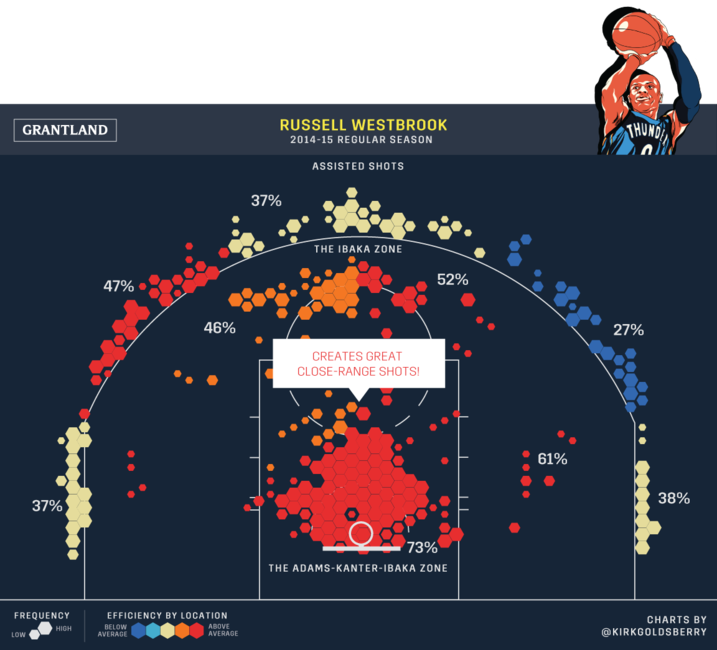 GRANTLAND
RUSSELL WESTBROOK
2014-15 REGULAR SEASON
THUNDE
0
ASSISTED SHOTS
37%
THE IBAKA ZONE
47%
52%
46%
27%
CREATES GREAT
CLOSE-RANGE SHOTS!
61%
37%
38%
73%
THE ADAMS-KANTER-IBAKA ZONE
FREQUENCY
LOW
HIGH
EFFICIENCY BY LOCATION
BELOW
AVERAGE
ABOVE
AVERAGE
CHARTS BY
@KIRKGOLDSBERRY